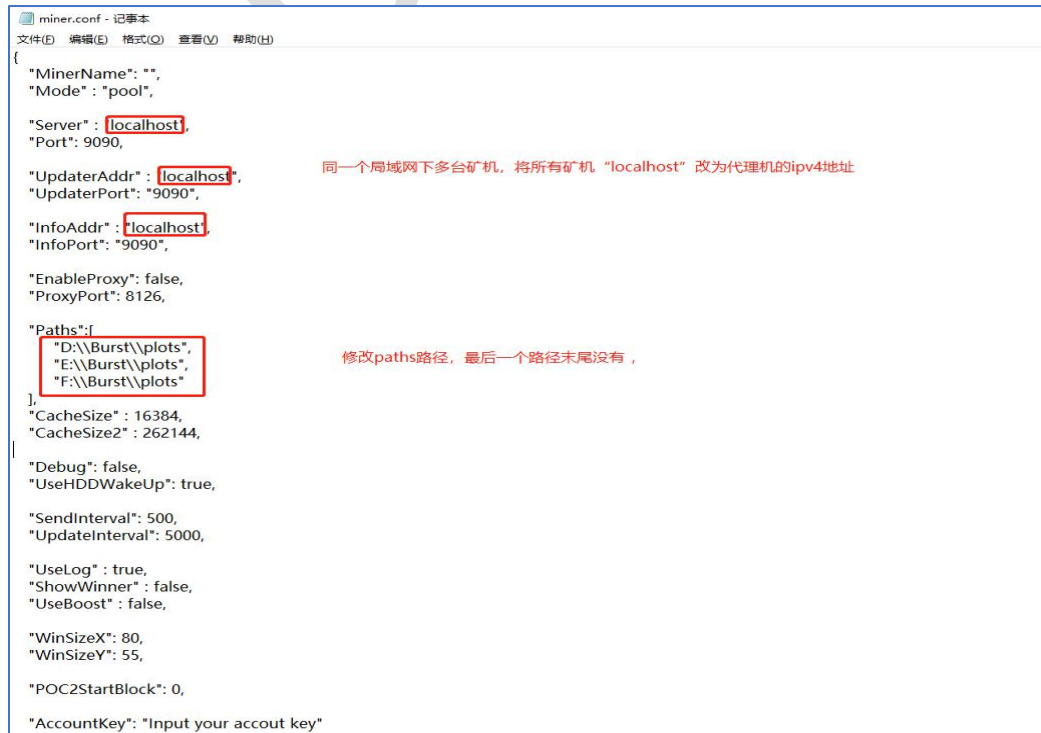 miner.conf - 记事本
文件(F) 编辑(E) 格式(O) 查看(V) 帮助(H)
{
"MinerName": "",
"Mode" : "pool",
"Server" : "localhost",
"Port": 9090,
同一个局域网下多台矿机，将所有矿机“localhost”改为代理机的ipv4地址
"UpdaterAddr" : "localhost",
"UpdaterPort": "9090",
"InfoAddr" : "localhost",
"InfoPort": "9090",
"EnableProxy": false,
"ProxyPort": 8126,
"Paths":[
"D:\\Burst\\plots",
"E:\\Burst\\plots",
修改paths路径，最后一个路径末尾没有 ，
"F:\\Burst\\plots"
],
"CacheSize" : 16384,
"CacheSize2" : 262144,
"Debug": false,
"UseHDDWakeUp": true,
"SendInterval": 500,
"UpdateInterval": 5000,
"UseLog" : true,
"ShowWinner" : false,
"UseBoost" : false,
"WinSizeX": 80,
"WinSizeY": 55,
"POC2StartBlock": 0,
"AccountKey": "Input your accout key"